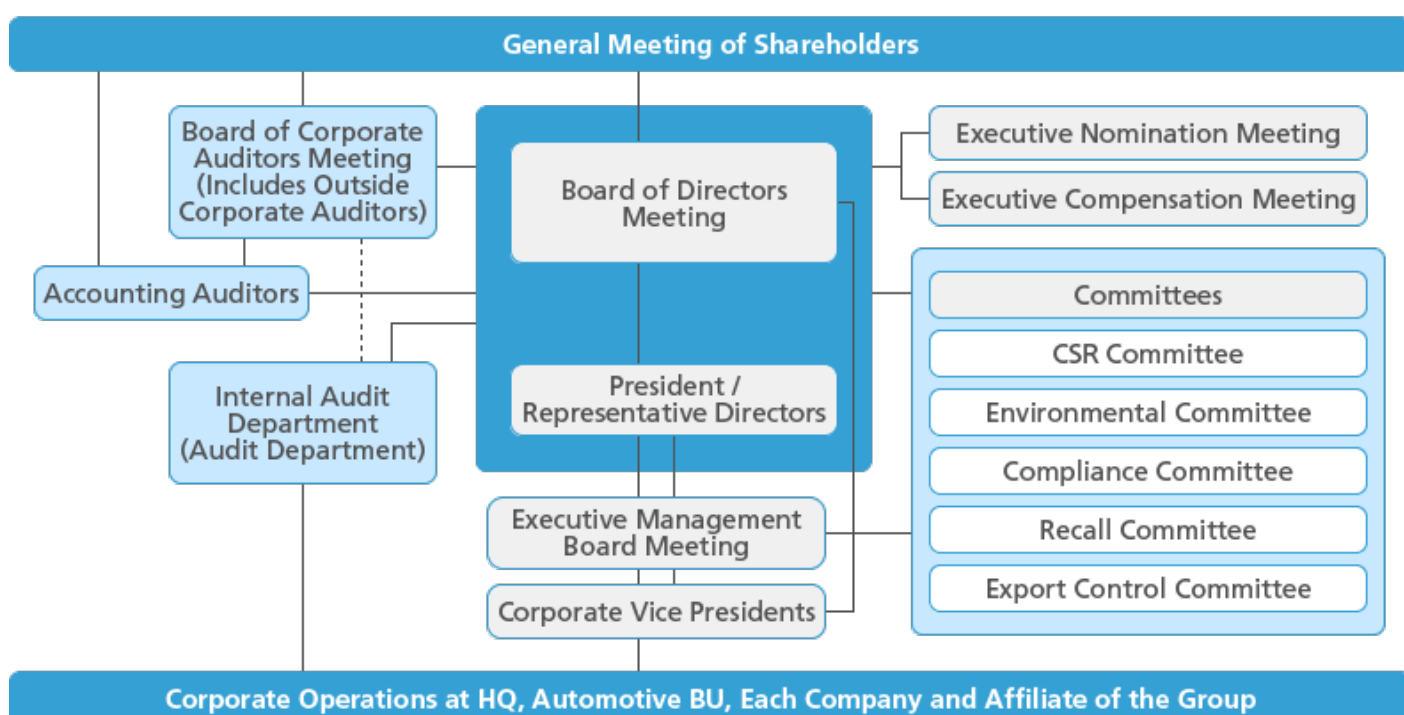 General Meeting of Shareholders
Board of Corporate
Auditors Meeting
(Includes Outside
Corporate Auditors)
Accounting Auditors
Internal Audit
Department
(Audit Department)
Board of Directors
Meeting
President /
Representative Directors
Executive Management
Board Meeting
Corporate Vice Presidents
Executive Nomination Meeting
Executive Compensation Meeting
Committees
CSR Committee
Environmental Committee
Compliance Committee
Recall Committee
Export Control Committee
Corporate Operations at HQ, Automotive BU, Each Company and Affiliate of the Group